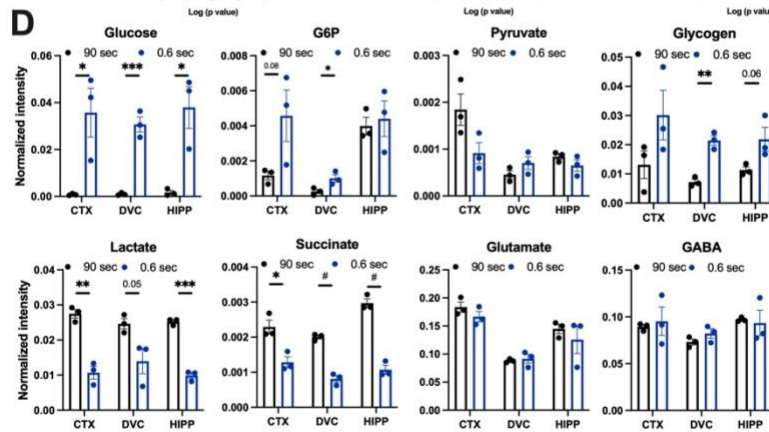 Log (p value)
Log (p value)
Log (p value)
D
Glucose
90 sec 0.6 sec
Normalized intensity
0.06
0.04
0.02
0.00
* *** *
CTX DVC HIPP
G6P
90 sec 0.6 sec
0.008
0.006
0.004
0.002
0.000
0.08 *
CTX DVC HIPP
Pyruvate
90 sec 0.6 sec
0.003
0.002
0.001
0.000
CTX DVC HIPP
Glycogen
90 sec 0.6 sec
0.05
0.04
0.03
0.02
0.01
0.00
** 0.06
CTX DVC HIPP
Lactate
90 sec 0.6 sec
Normalized intensity
0.04
0.03
0.02
0.01
0.00
** 0.05 ***
CTX DVC HIPP
Succinate
90 sec 0.6 sec
0.004
0.003
0.002
0.001
0.000
* # #
CTX DVC HIPP
Glutamate
90 sec 0.6 sec
0.25
0.20
0.15
0.10
0.05
0.00
CTX DVC HIPP
GABA
90 sec 0.6 sec
0.15
0.10
0.05
0.00
CTX DVC HIPP